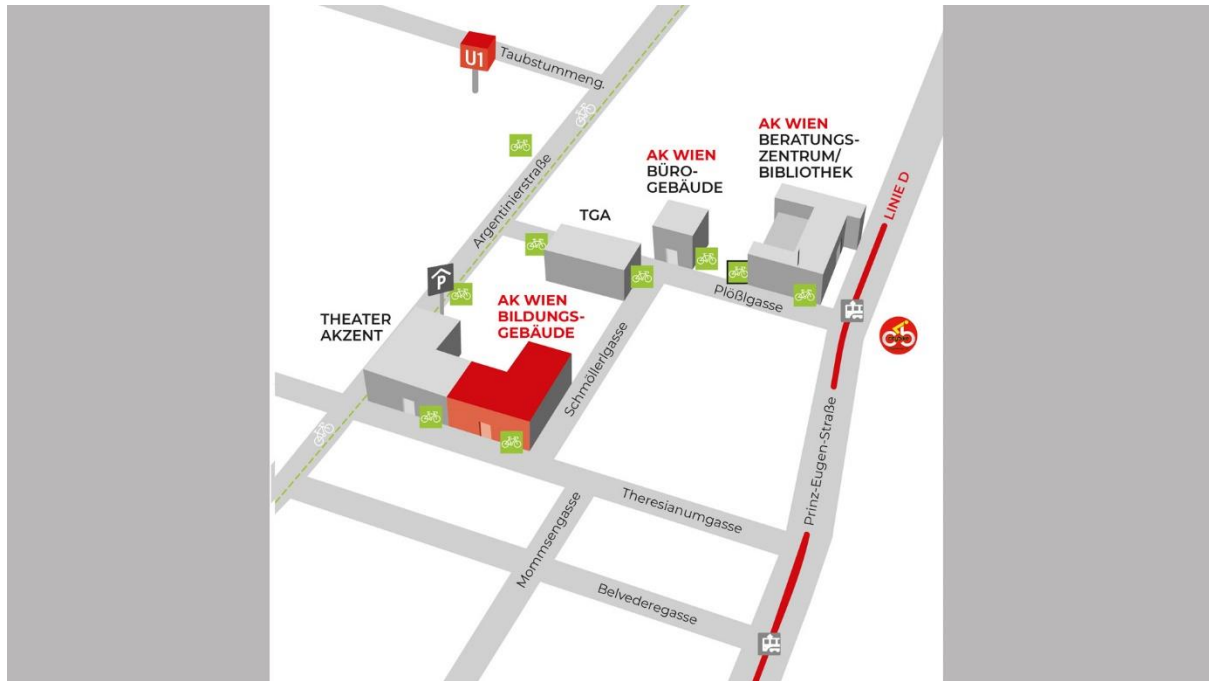 U1
Taubstummeng.
Argentinierstraße
AK WIEN
BERATUNGS-
ZENTRUM/
BIBLIOTHEK
AK WIEN
BÜRO-
GEBÄUDE
LINIE D
TGA
P
Plößlgasse
AK WIEN
BILDUNGS-
GEBÄUDE
THEATER
AKZENT
Schmöllerlgasse
Prinz-Eugen-Straße
Theresianumgasse
Mommsengasse
Belvederegasse